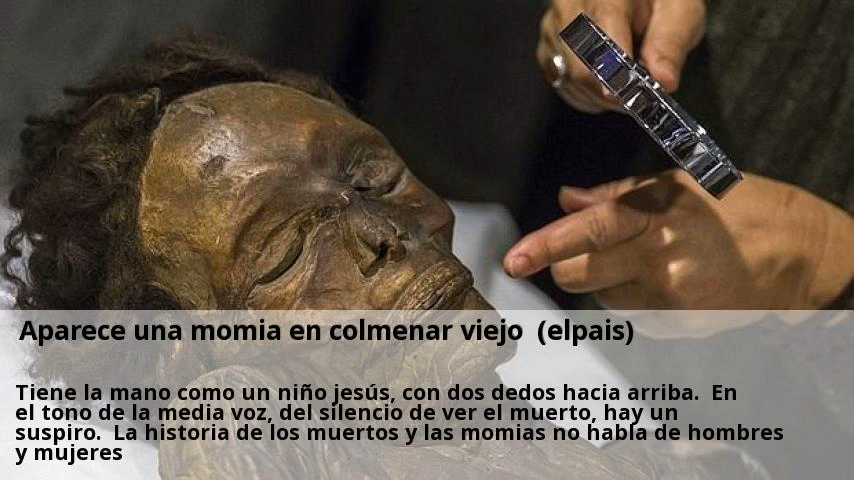 Aparece una momia en colmenar viejo (elpais)
Tiene la mano como un niño jesús, con dos dedos hacia arriba. En
el tono de la media voz, del silencio de ver el muerto, hay un
suspiro. La historia de los muertos y las momias no habla de hombres
y mujeres